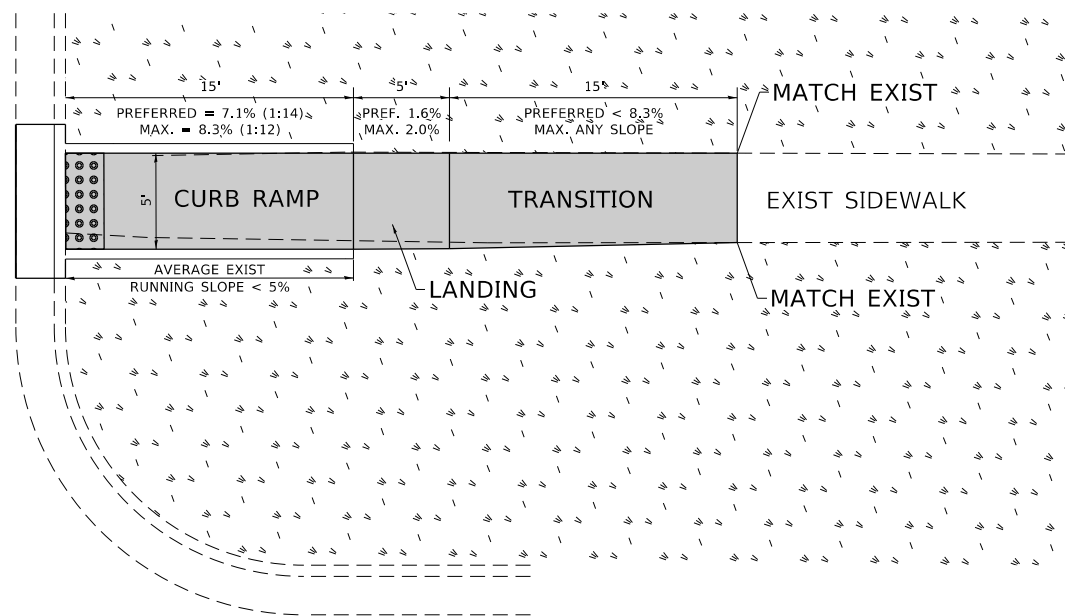 15'
5'
15'
PREFERRED = 7.1% (1:14)
MAX. = 8.3% (1:12)
PREF. 1.6%
MAX. 2.0%
PREFERRED < 8.3%
MAX. ANY SLOPE
MATCH EXIST
5'
CURB RAMP
TRANSITION
EXIST SIDEWALK
AVERAGE EXIST
RUNNING SLOPE < 5%
LANDING
MATCH EXIST